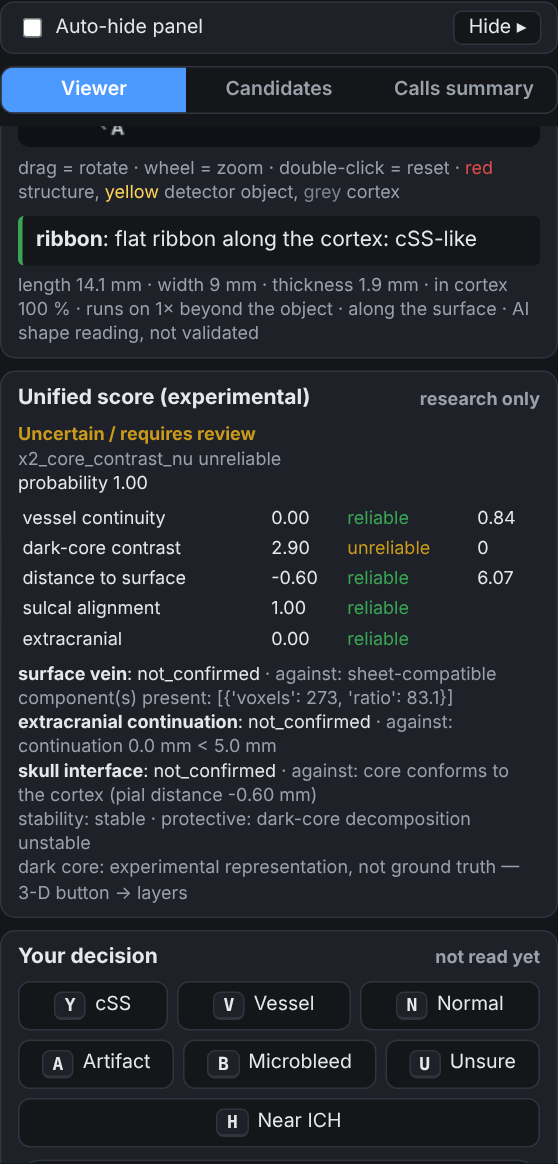 Auto-hide panel
Hide ▸
Viewer
Candidates
Calls summary
A
drag = rotate · wheel = zoom · double-click = reset · red
structure, yellow detector object, grey cortex
ribbon: flat ribbon along the cortex: cSS-like
length 14.1 mm · width 9 mm · thickness 1.9 mm · in cortex
100 % · runs on 1× beyond the object · along the surface · AI
shape reading, not validated
Unified score (experimental)
research only
Uncertain / requires review
x2_core_contrast_nu unreliable
probability 1.00
vessel continuity 0.00 reliable 0.84
dark-core contrast 2.90 unreliable 0
distance to surface -0.60 reliable 6.07
sulcal alignment 1.00 reliable
extracranial 0.00 reliable
surface vein: not_confirmed · against: sheet-compatible
component(s) present: [{'voxels': 273, 'ratio': 83.1}]
extracranial continuation: not_confirmed · against:
continuation 0.0 mm < 5.0 mm
skull interface: not_confirmed · against: core conforms to
the cortex (pial distance -0.60 mm)
stability: stable · protective: dark-core decomposition
unstable
dark core: experimental representation, not ground truth —
3-D button → layers
Your decision
not read yet
Y cSS
V Vessel
N Normal
A Artifact
B Microbleed
U Unsure
H Near ICH